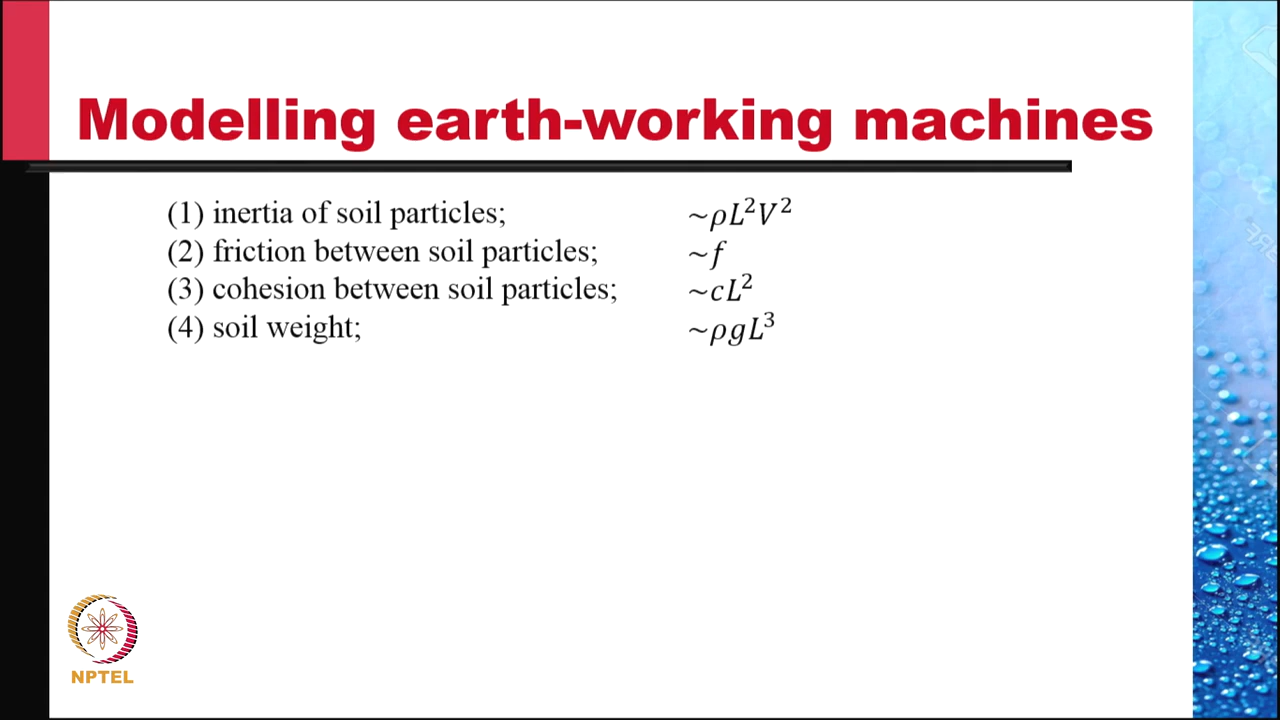 Modelling earth-working machines
(1) inertia of soil particles; ~ρL²V²
(2) friction between soil particles; ~f
(3) cohesion between soil particles; ~cL²
(4) soil weight; ~ρgL³
NPTEL